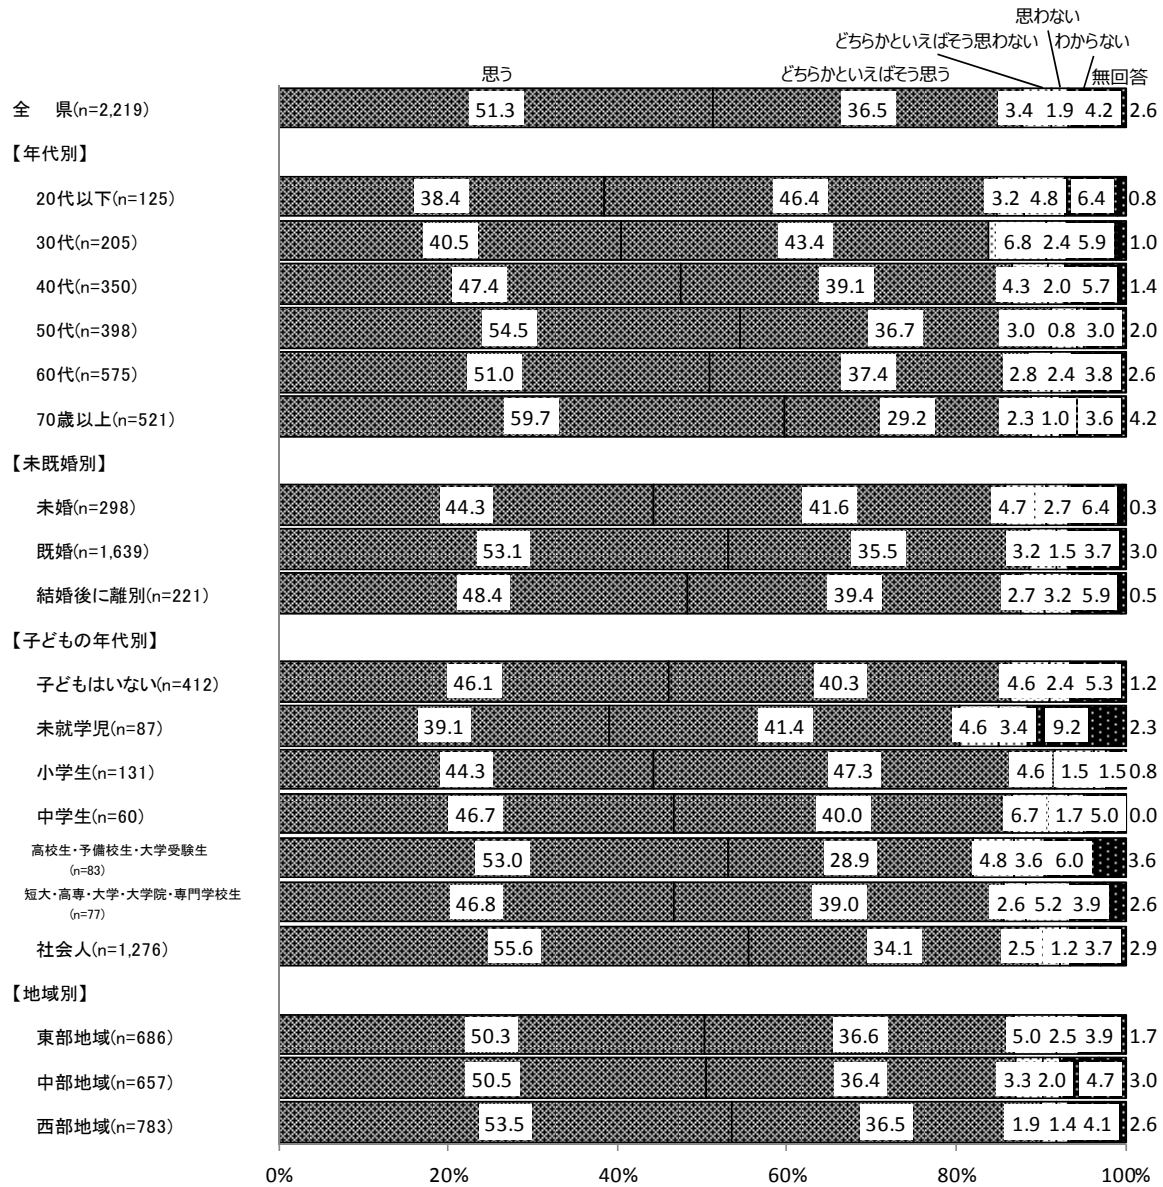 思わない
どちらかといえばそう思わない わからない
思う どちらかといえばそう思う 無回答
全 県(n=2,219) 51.3 36.5 3.4 1.9 4.2 2.6
【年代別】
20代以下(n=125) 38.4 46.4 3.2 4.8 6.4 0.8
30代(n=205) 40.5 43.4 6.8 2.4 5.9 1.0
40代(n=350) 47.4 39.1 4.3 2.0 5.7 1.4
50代(n=398) 54.5 36.7 3.0 0.8 3.0 2.0
60代(n=575) 51.0 37.4 2.8 2.4 3.8 2.6
70歳以上(n=521) 59.7 29.2 2.3 1.0 3.6 4.2
【未既婚別】
未婚(n=298) 44.3 41.6 4.7 2.7 6.4 0.3
既婚(n=1,639) 53.1 35.5 3.2 1.5 3.7 3.0
結婚後に離別(n=221) 48.4 39.4 2.7 3.2 5.9 0.5
【子どもの年代別】
子どもはいない(n=412) 46.1 40.3 4.6 2.4 5.3 1.2
未就学児(n=87) 39.1 41.4 4.6 3.4 9.2 2.3
小学生(n=131) 44.3 47.3 4.6 1.5 1.5 0.8
中学生(n=60) 46.7 40.0 6.7 1.7 5.0 0.0
高校生・予備校生・大学受験生
(n=83) 53.0 28.9 4.8 3.6 6.0 3.6
短大・高専・大学・大学院・専門学校生
(n=77) 46.8 39.0 2.6 5.2 3.9 2.6
社会人(n=1,276) 55.6 34.1 2.5 1.2 3.7 2.9
【地域別】
東部地域(n=686) 50.3 36.6 5.0 2.5 3.9 1.7
中部地域(n=657) 50.5 36.4 3.3 2.0 4.7 3.0
西部地域(n=783) 53.5 36.5 1.9 1.4 4.1 2.6
0% 20% 40% 60% 80% 100%